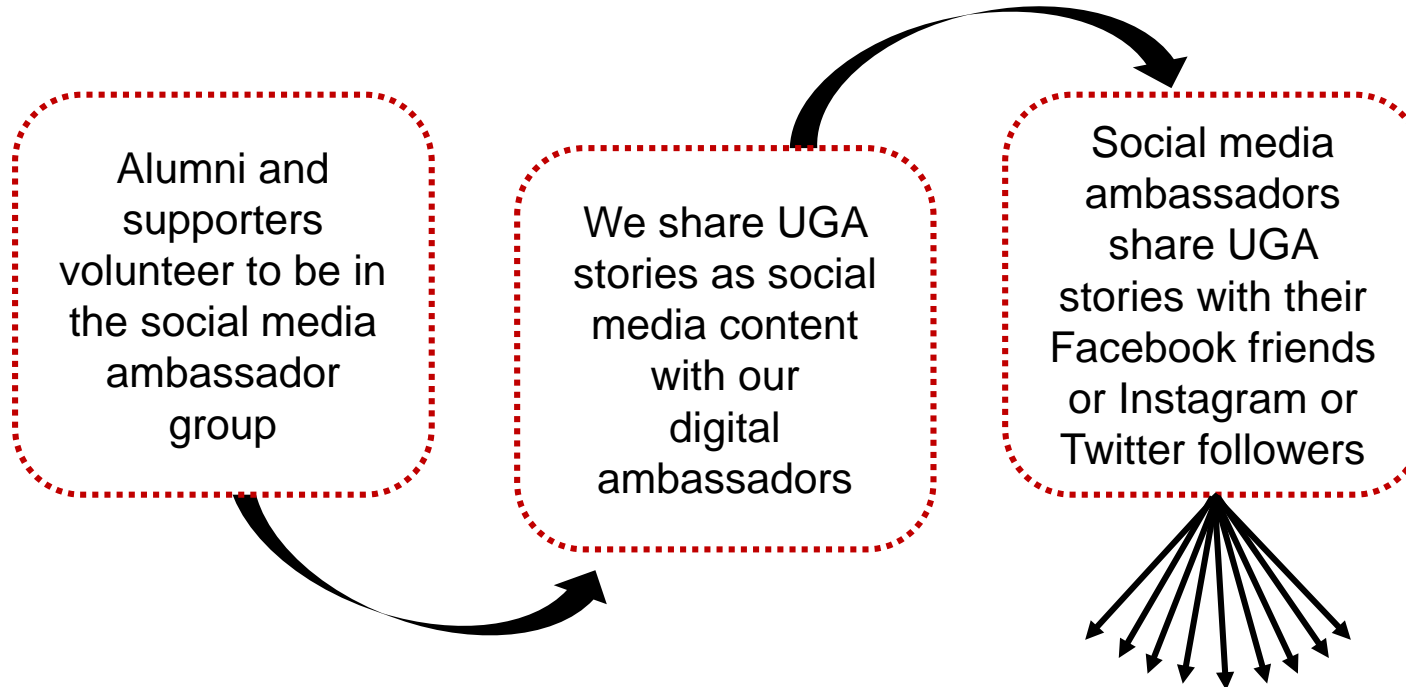 Alumni and
supporters
volunteer to be in
the social media
ambassador
group
We share UGA
stories as social
media content
with our
digital
ambassadors
Social media
ambassadors
share UGA
stories with their
Facebook friends
or Instagram or
Twitter followers